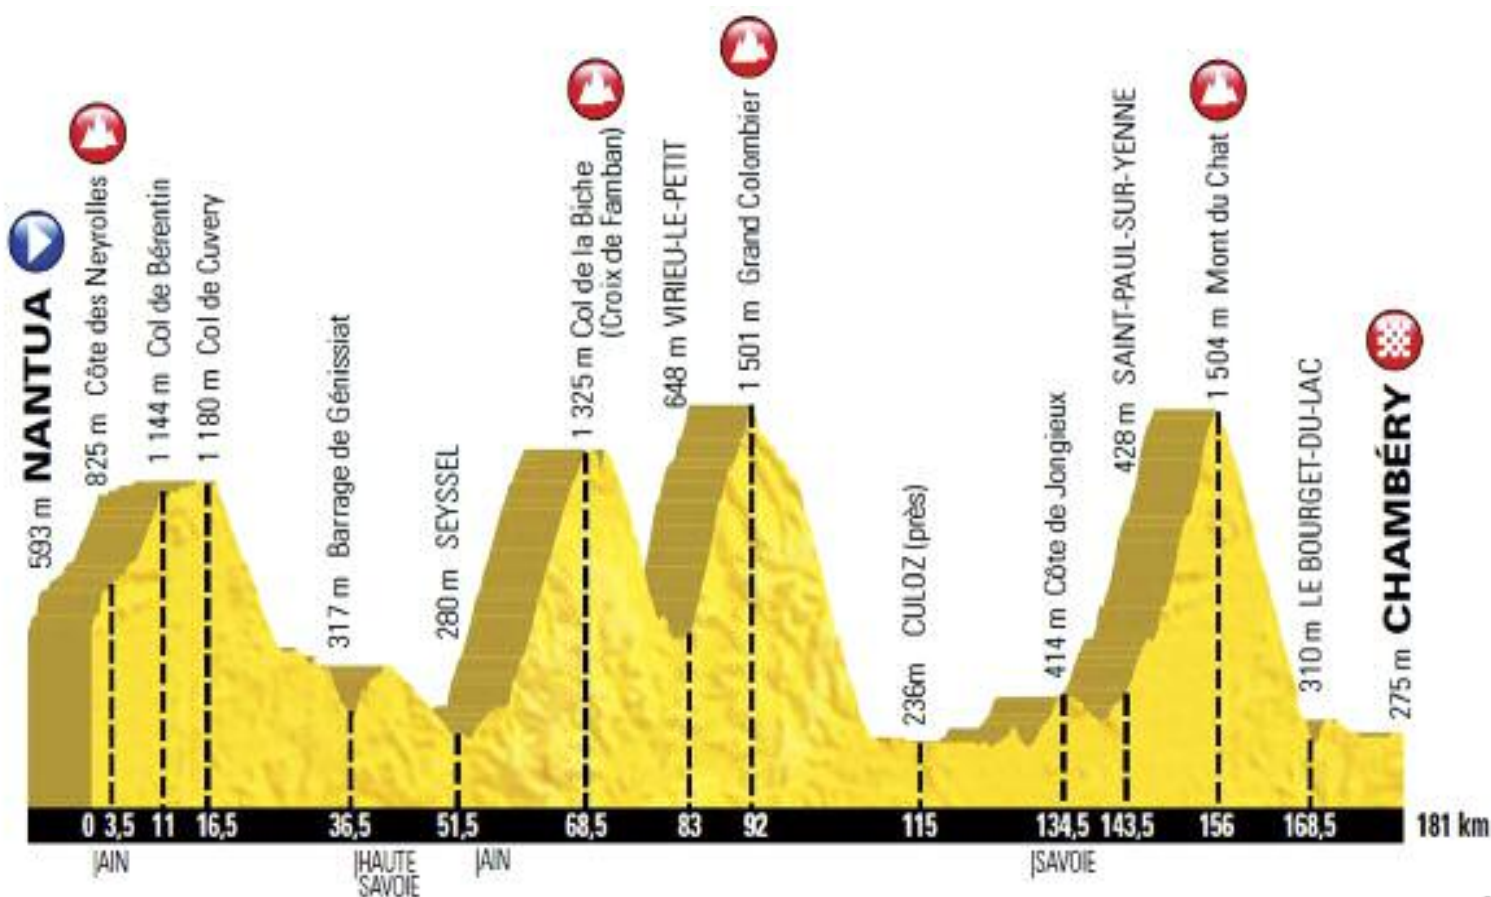 593 m NANTUA
825 m Côte des Neyrolles
1 144 m Col de Bérentin
1 180 m Col de Cuvery
317 m Barrage de Génissiat
280 m SEYSSEL
1 325 m Col de la Biche
(Croix de Famban)
648 m VIRIEU-LE-PETIT
1 501 m Grand Colombier
236m CULOZ (près)
414 m Côte de Jongieux
428 m SAINT-PAUL-SUR-YENNE
1 504 m Mont du Chat
310 m LE BOURGET-DU-LAC
275 m CHAMBÉRY
0 3,5 11 16,5 36,5 51,5 68,5 83 92 115 134,5 143,5 156 168,5 181 km
|AIN
|HAUTE
SAVOIE
|AIN
|SAVOIE